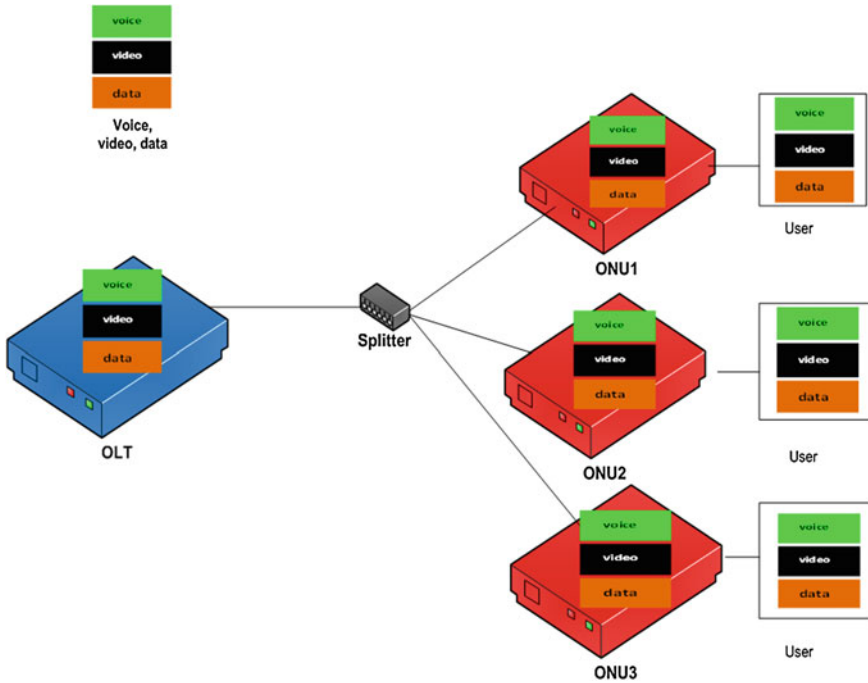 voice
video
data
Voice,
video, data
voice
video
data
OLT
Splitter
voice
video
data
ONU1
voice
video
data
User
voice
video
data
ONU2
voice
video
data
User
voice
video
data
ONU3
voice
video
data
User